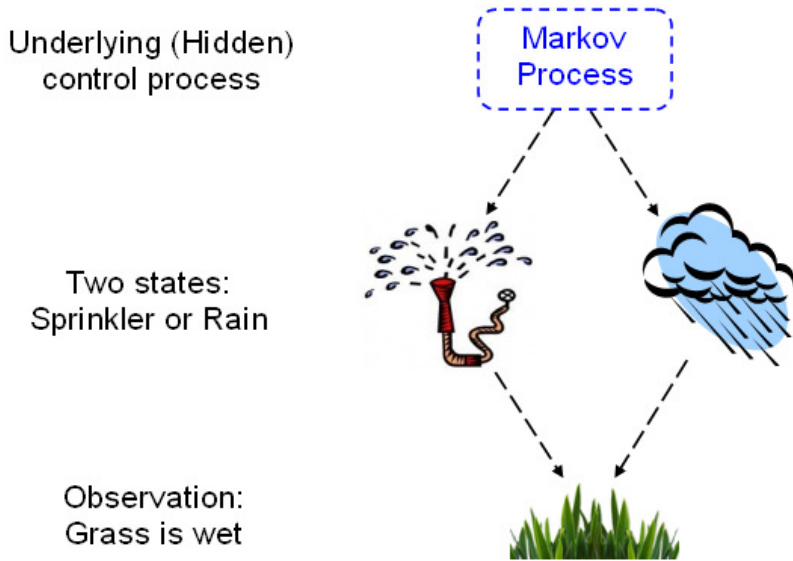 Underlying (Hidden)
control process
Markov
Process
Two states:
Sprinkler or Rain
Observation:
Grass is wet